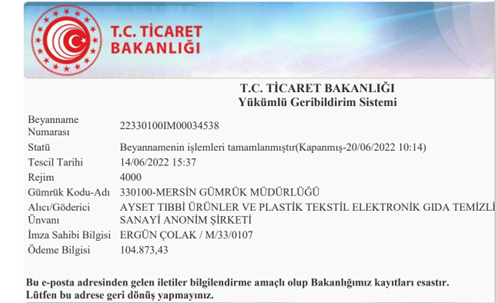 T.C. TİCARET
BAKANLIĞI
T.C. TİCARET BAKANLIĞI
Yükümlü Geribildirim Sistemi
Beyanname
Numarası
22330100IM00034538
Statü
Beyannamenin işlemleri tamamlanmıştır(Kapanmış-20/06/2022 10:14)
Tescil Tarihi
14/06/2022 15:37
Rejim
4000
Gümrük Kodu-Adı
330100-MERSİN GÜMRÜK MÜDÜRLÜĞÜ
Alıcı/Göderici
Ünvanı
AYSET TIBBİ ÜRÜNLER VE PLASTİK TEKSTİL ELEKTRONİK GIDA TEMİZLİ
SANAYİ ANONİM ŞİRKETİ
İmza Sahibi Bilgisi
ERGÜN ÇOLAK / M/33/0107
Ödeme Bilgisi
104.873,43
Bu e-posta adresinden gelen iletiler bilgilendirme amaçlı olup Bakanlığımız kayıtları esastır.
Lütfen bu adrese geri dönüş yapmayınız.